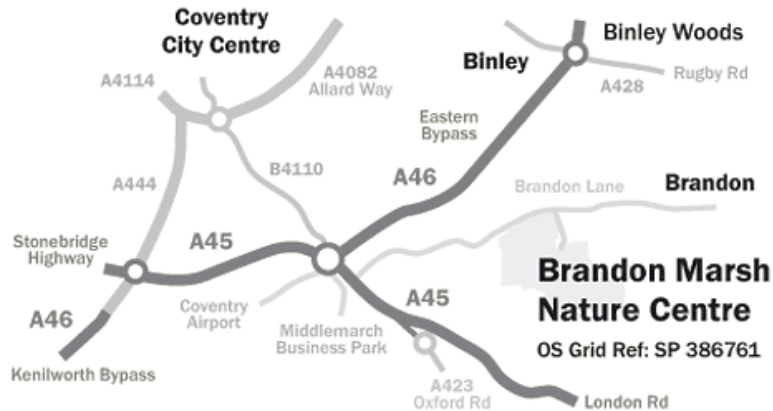 Coventry
City Centre
Binley Woods
Binley
A4114
A4082
Allard Way
Rugby Rd
A428
Eastern
Bypass
B4110
A46
A444
Brandon Lane
Brandon
Stonebridge
Highway
A45
Brandon Marsh
Nature Centre
OS Grid Ref: SP 386761
Coventry
Airport
A45
A46
Middlemarch
Business Park
Kenilworth Bypass
A423
Oxford Rd
London Rd